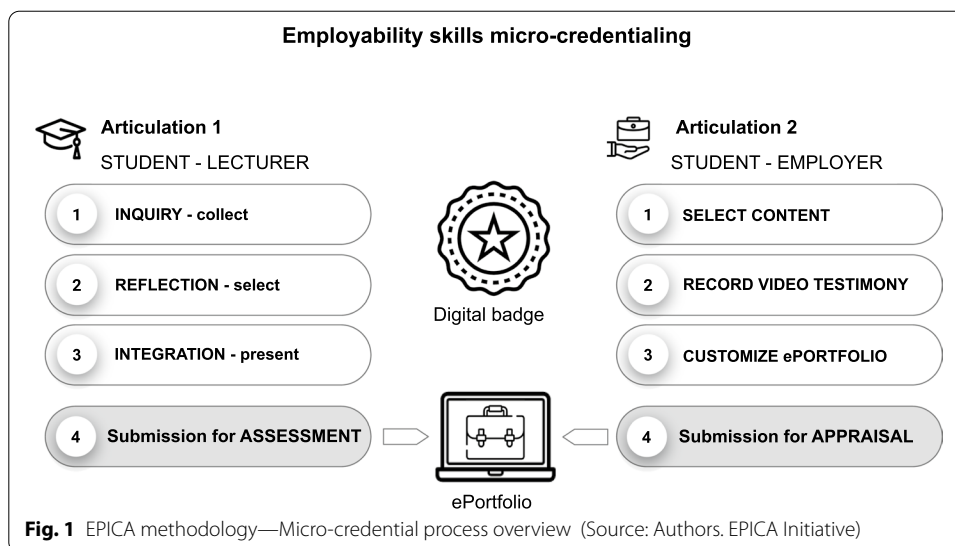 Employability skills micro-credentialing
Articulation 1
STUDENT - LECTURER
1 INQUIRY - collect
2 REFLECTION - select
3 INTEGRATION - present
4 Submission for ASSESSMENT
Digital badge
ePortfolio
Articulation 2
STUDENT - EMPLOYER
1 SELECT CONTENT
2 RECORD VIDEO TESTIMONY
3 CUSTOMIZE ePORTFOLIO
4 Submission for APPRAISAL
Fig. 1 EPICA methodology—Micro-credential process overview (Source: Authors. EPICA Initiative)